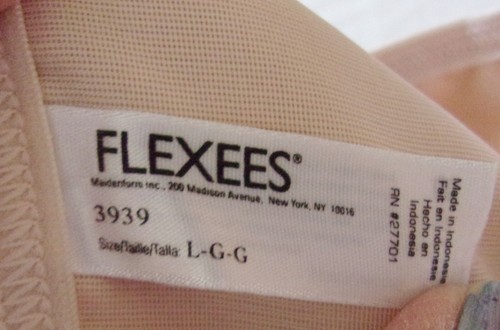 FLEXEES®
Maidenform Inc., 200 Madison Avenue, New York, NY 10016
3939
Size/Taille/Talla: L-G-G
Made in Indonesia
Fait en Indonesie
Hecho en
Indonesia
RN #27701